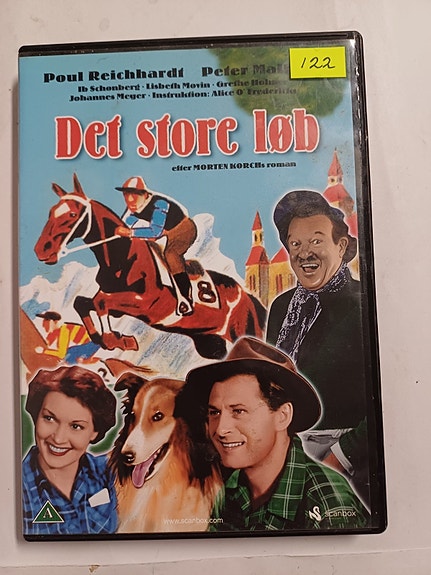 Poul Reichhardt Peter
122
Ib Schønberg · Lisbeth Movin · Grethe
Johannes Meyer · Instruktion: Alice O'Fredericks
Det store løb
efter MORTEN KORCHs roman
8
A
www.scanbox.com
scanbox